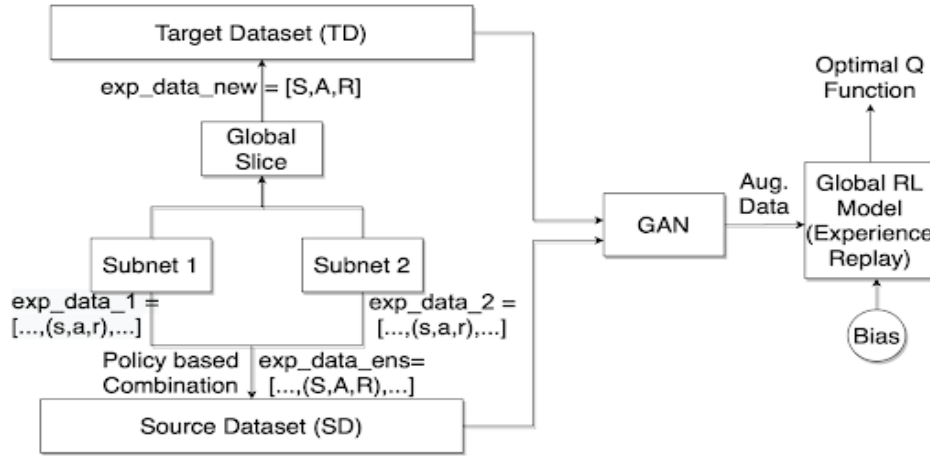 Target Dataset (TD)
exp_data_new = [S,A,R]
Global
Slice
Subnet 1
Subnet 2
exp_data_1 =
[...,(s,a,r),...]
exp_data_2 =
[...,(s,a,r),...]
Policy based
Combination
exp_data_ens=
[...,(S,A,R),...]
Source Dataset (SD)
GAN
Aug.
Data
Optimal Q
Function
Global RL
Model
(Experience
Replay)
Bias